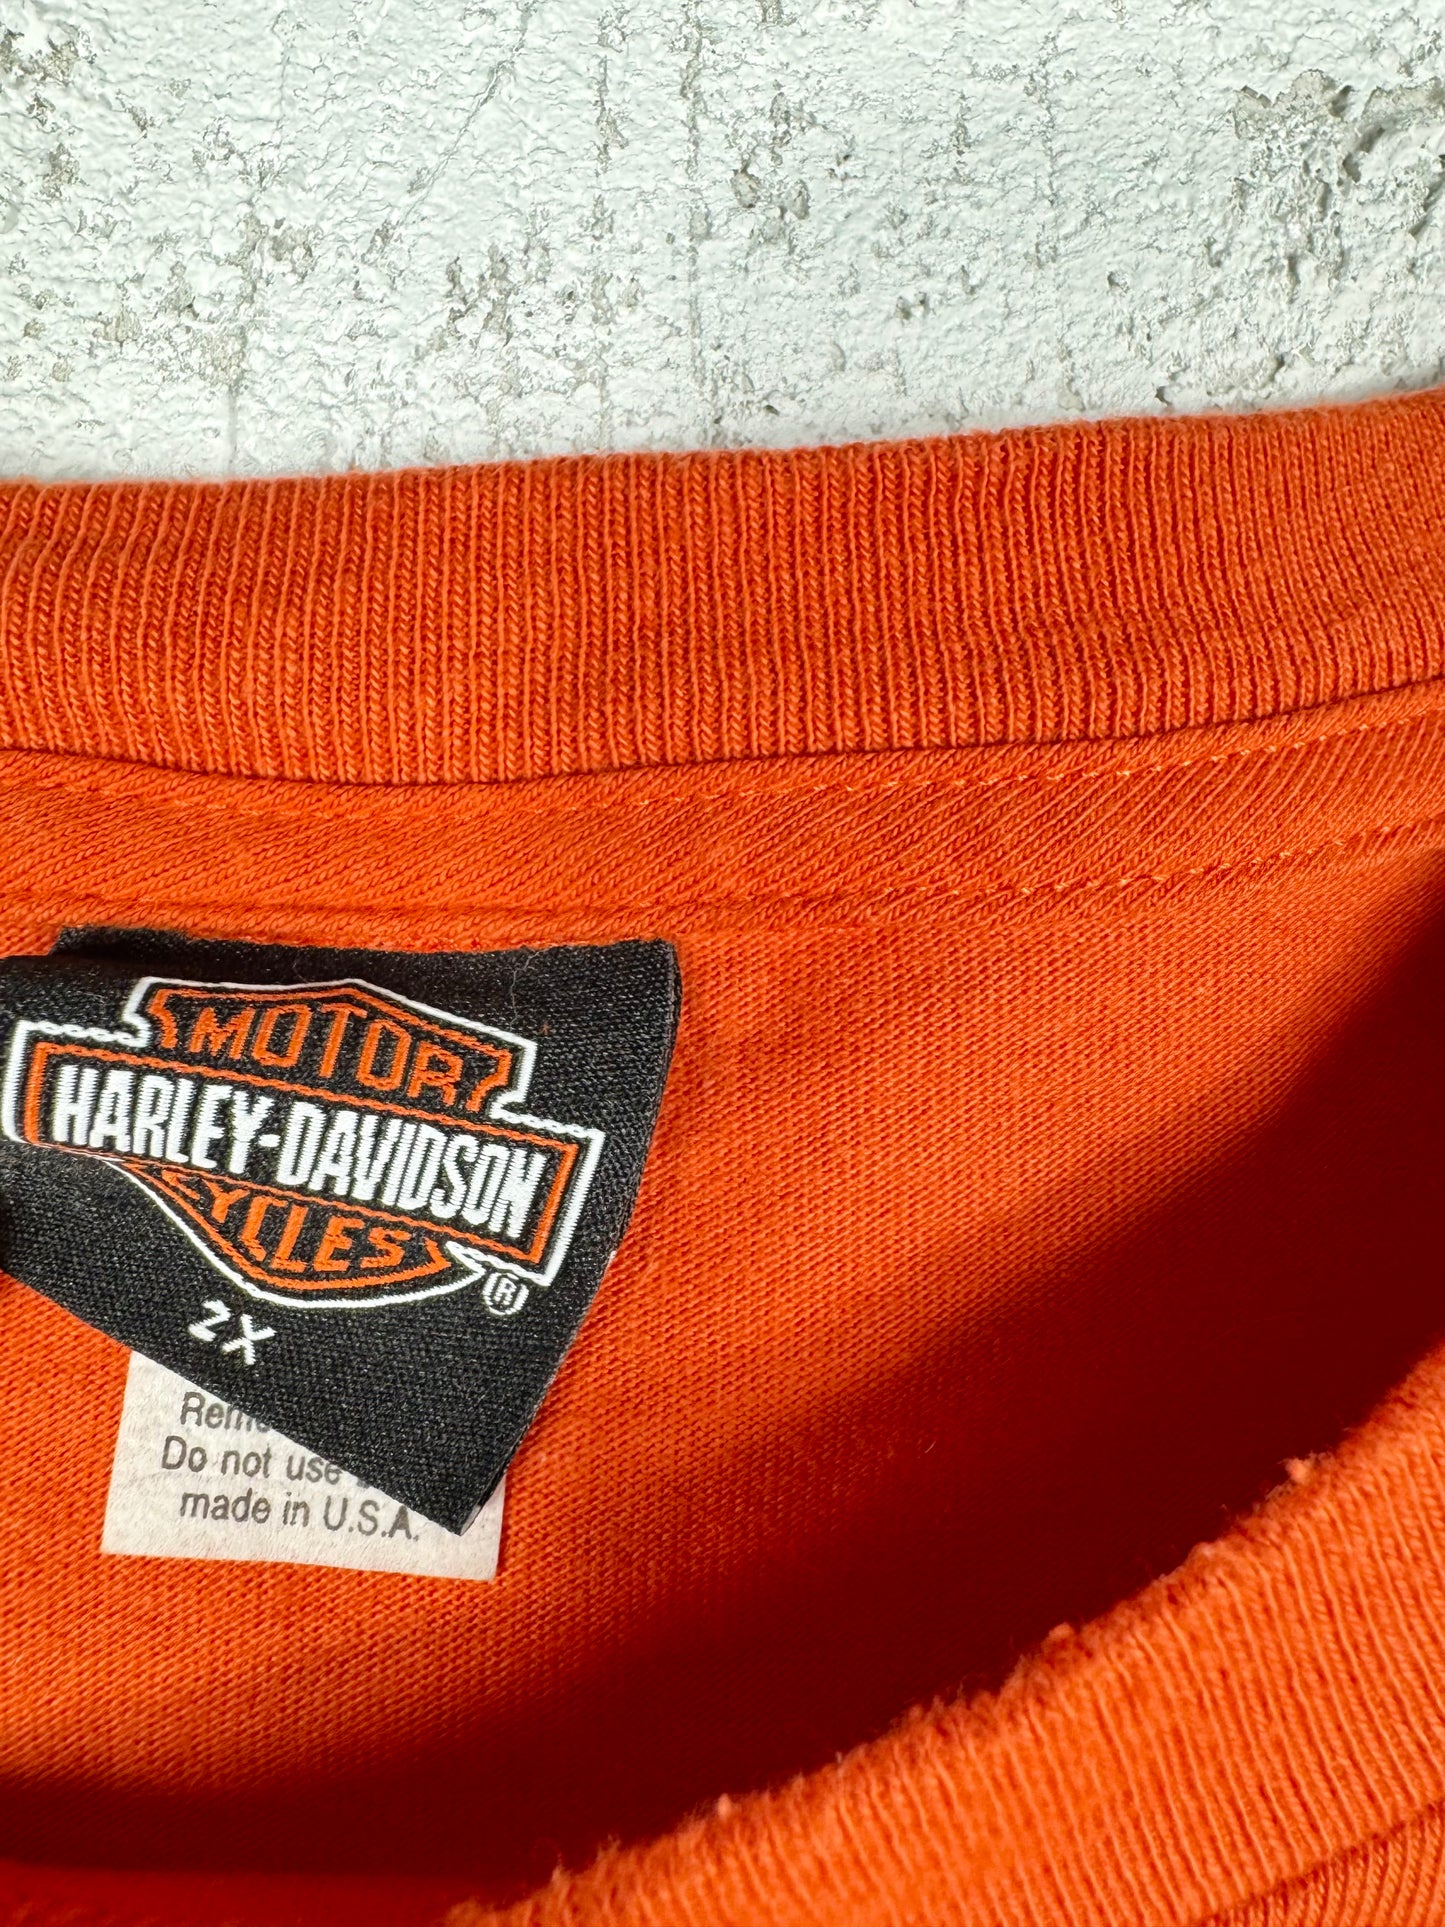 MOTOR
HARLEY-DAVIDSON
CYCLES
®
2X
Do not use
made in U.S.A.